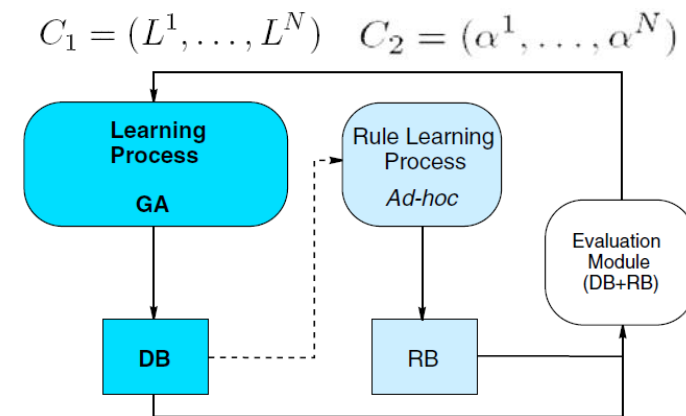 C₁ = (L¹, . . . , Lᴺ) C₂ = (α¹, . . . , αᴺ)
Learning
Process
GA
Rule Learning
Process
Ad-hoc
Evaluation
Module
(DB+RB)
DB
RB